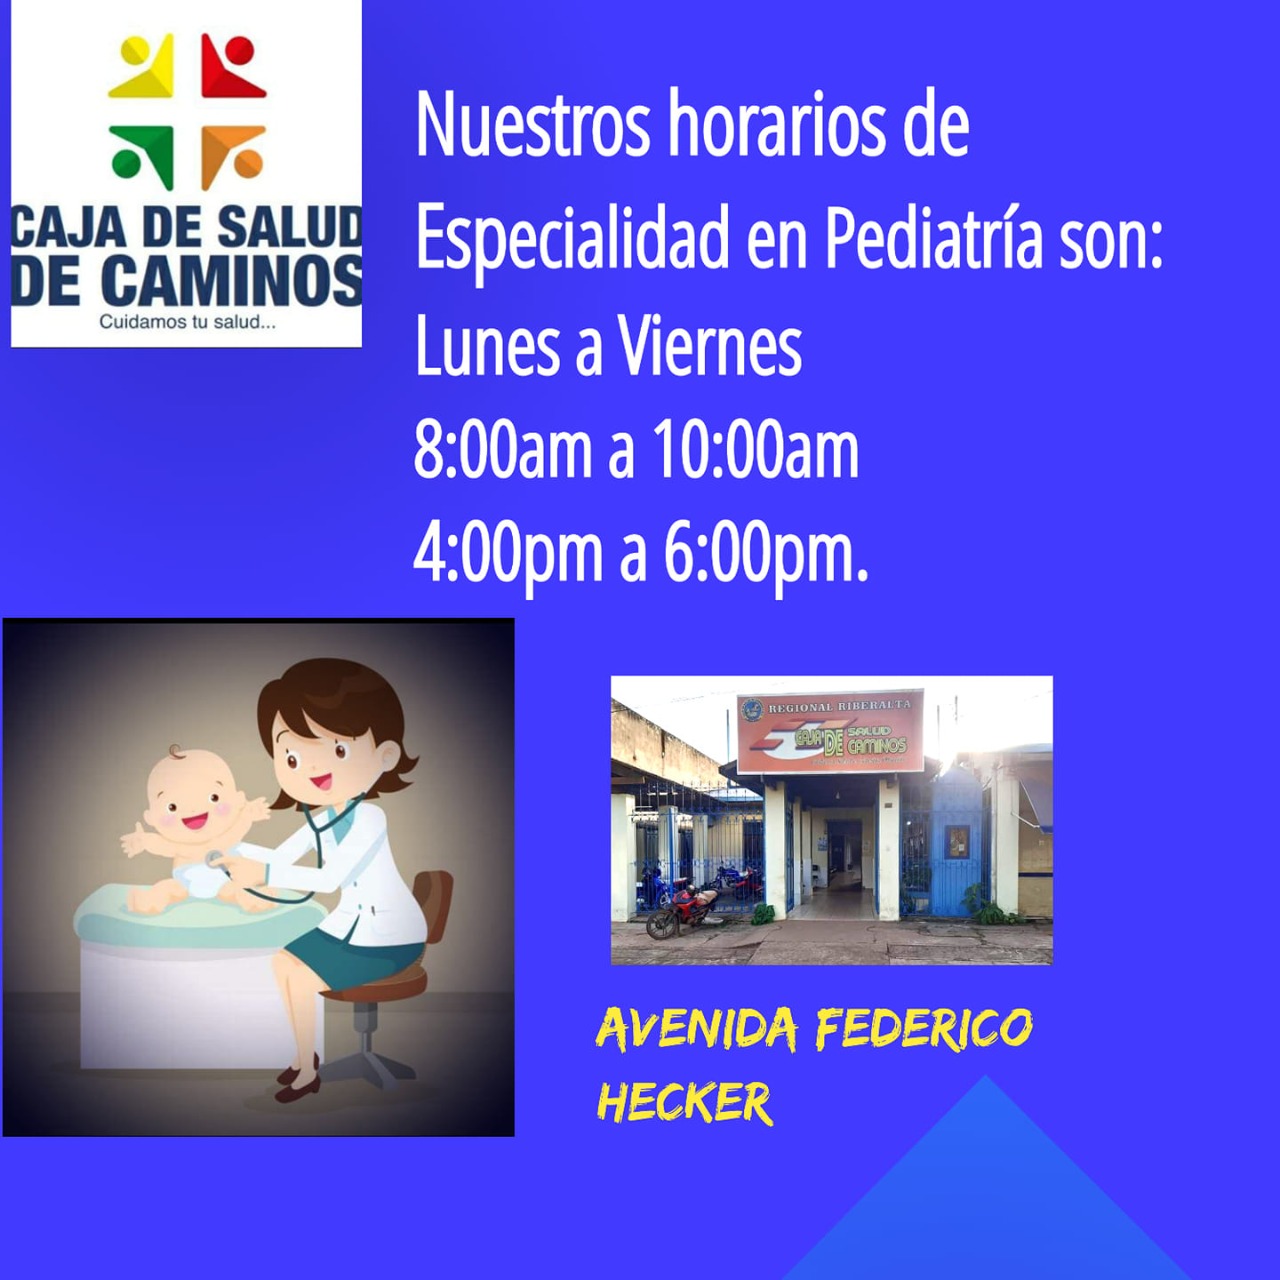 CAJA DE SALUD
DE CAMINOS
Cuidamos tu salud...
Nuestros horarios de
Especialidad en Pediatría son:
Lunes a Viernes
8:00am a 10:00am
4:00pm a 6:00pm.
REGIONAL RIBERALTA
CAJA DE SALUD
CAMINOS
AVENIDA FEDERICO
HECKER